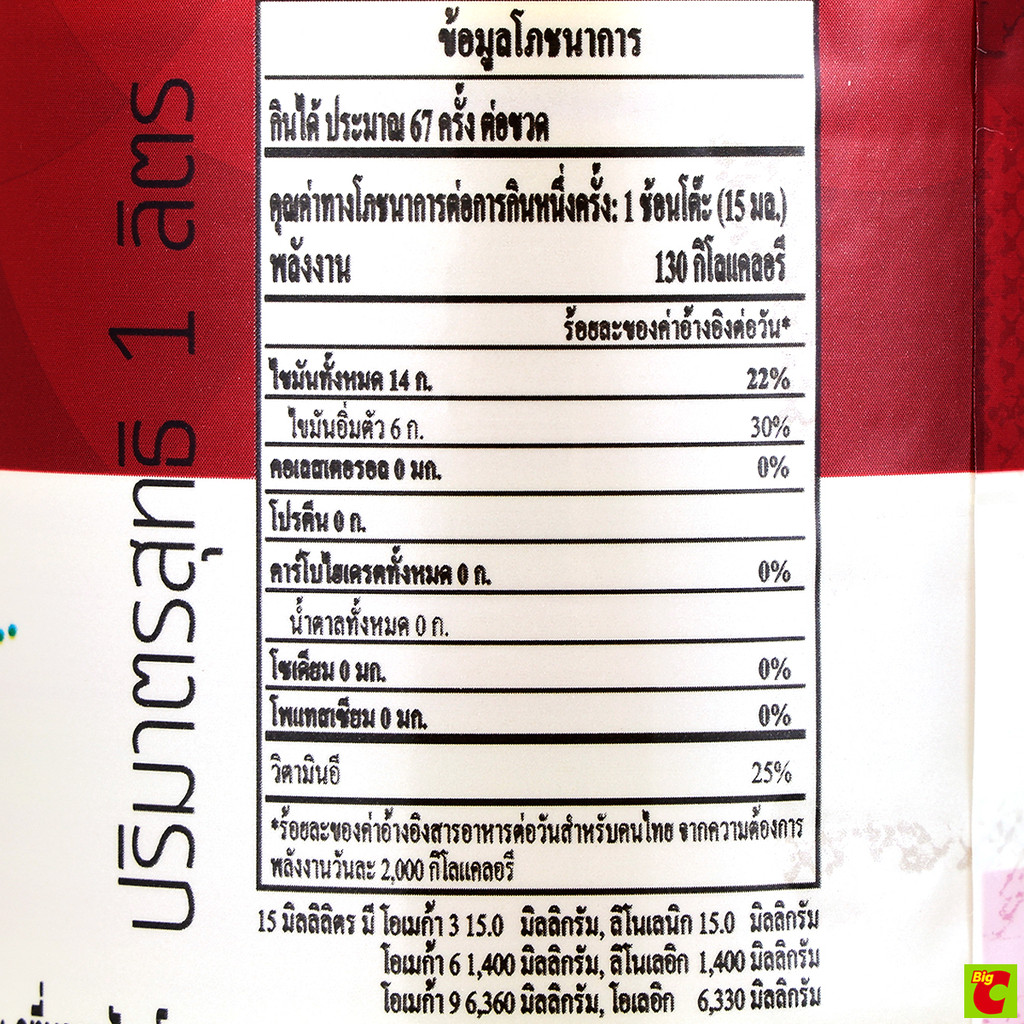 ข้อมูลโภชนาการ
กินได้ ประมาณ 67 ครั้ง ต่อขวด
คุณค่าทางโภชนาการต่อการกินหนึ่งครั้ง: 1 ช้อนโต๊ะ (15 มล.)
พลังงาน 130 กิโลแคลอรี
ร้อยละของค่าอ้างอิงต่อวัน*
ไขมันทั้งหมด 14 ก. 22%
ไขมันอิ่มตัว 6 ก. 30%
คอเลสเตอรอล 0 มก. 0%
โปรตีน 0 ก.
คาร์โบไฮเดรตทั้งหมด 0 ก. 0%
น้ำตาลทั้งหมด 0 ก.
โซเดียม 0 มก. 0%
โพแทสเซียม 0 มก. 0%
วิตามินอี 25%
*ร้อยละของค่าอ้างอิงสารอาหารต่อวันสำหรับคนไทย จากความต้องการ
พลังงานวันละ 2,000 กิโลแคลอรี
15 มิลลิลิตร มี โอเมก้า 3 15.0 มิลลิกรัม, ลิโนเลนิก 15.0 มิลลิกรัม
โอเมก้า 6 1,400 มิลลิกรัม, ลิโนเลอิก 1,400 มิลลิกรัม
โอเมก้า 9 6,360 มิลลิกรัม, โอเลอิก 6,330 มิลลิกรัม
ปริมาตรสุทธิ 1 ลิตร
Big C